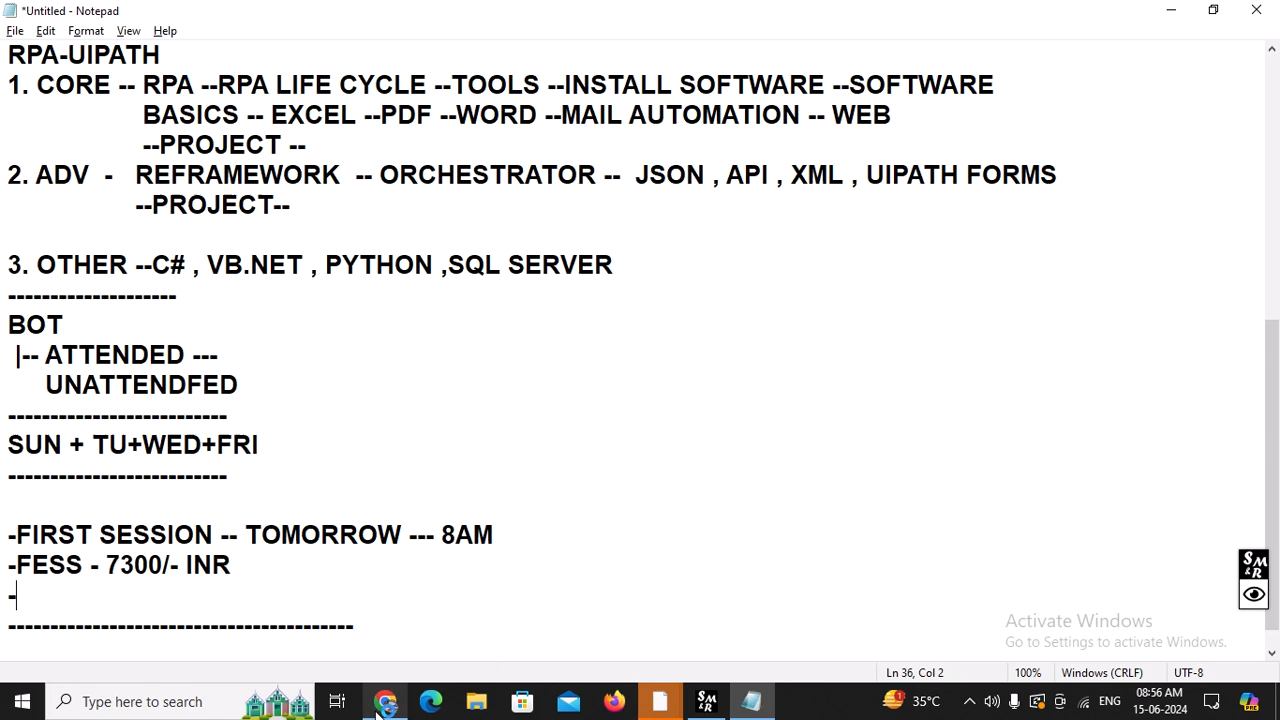 *Untitled - Notepad
File Edit Format View Help
RPA-UIPATH
1. CORE -- RPA --RPA LIFE CYCLE --TOOLS --INSTALL SOFTWARE --SOFTWARE
BASICS -- EXCEL --PDF --WORD --MAIL AUTOMATION -- WEB
--PROJECT --
2. ADV - REFRAMEWORK -- ORCHESTRATOR -- JSON , API , XML , UIPATH FORMS
--PROJECT--
3. OTHER --C# , VB.NET , PYTHON ,SQL SERVER
--------------------
BOT
|-- ATTENDED ---
UNATTENDFED
--------------------------
SUN + TU+WED+FRI
--------------------------
-FIRST SESSION -- TOMORROW --- 8AM
-FESS - 7300/- INR
-
-----------------------------------------
SM
&R
Activate Windows
Go to Settings to activate Windows.
Ln 36, Col 2 100% Windows (CRLF) UTF-8
Type here to search
SM
&R
35°C ENG 08:56 AM
15-06-2024